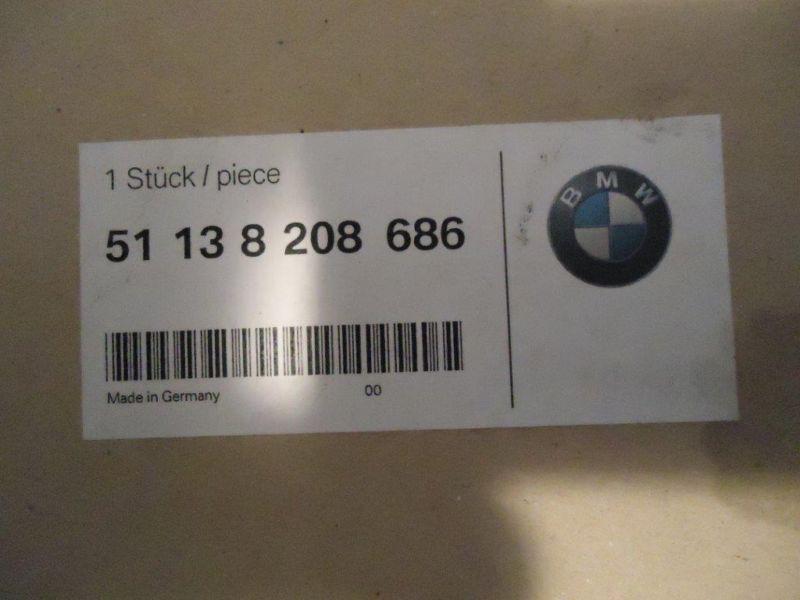 1 Stück / piece
51 13 8 208 686
Made in Germany 00
BMW